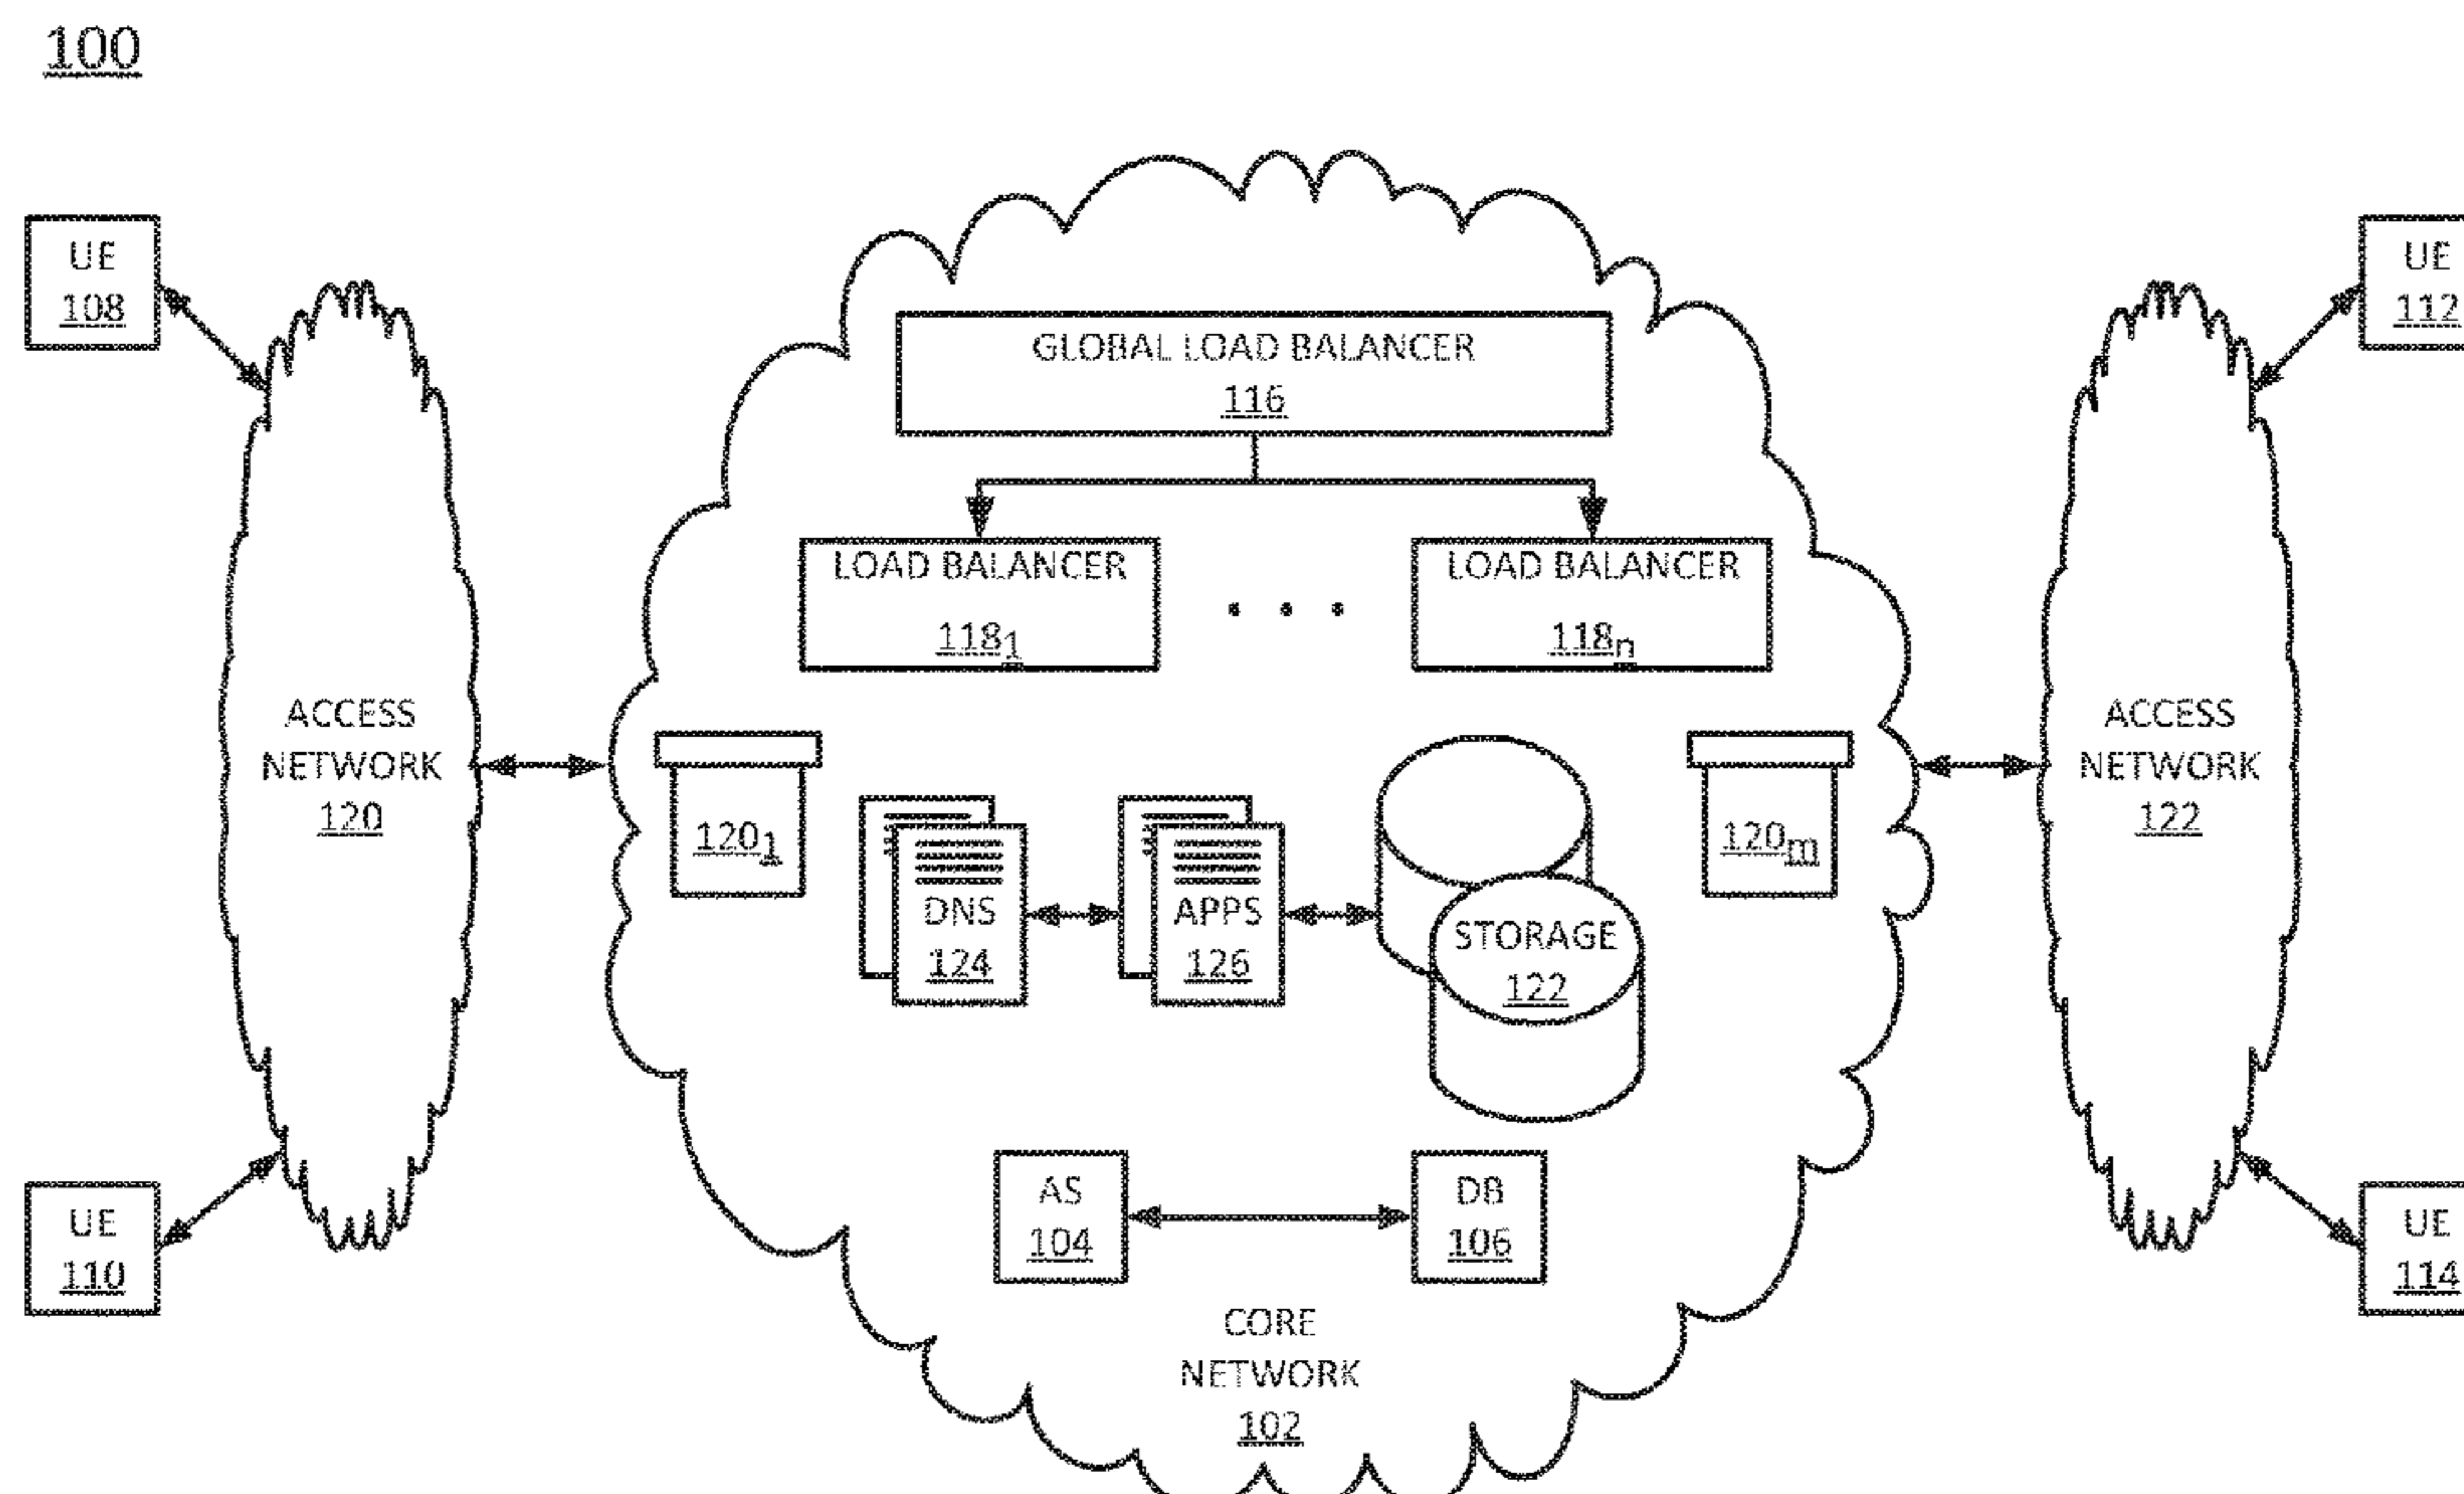 100
UE
108
UE
112
GLOBAL LOAD BALANCER
116
LOAD BALANCER
118₁
. . .
LOAD BALANCER
118ₙ
ACCESS
NETWORK
120
120₁
DNS
124
APPS
126
STORAGE
122
120ₘ
ACCESS
NETWORK
122
UE
110
AS
104
DB
106
UE
114
CORE
NETWORK
102